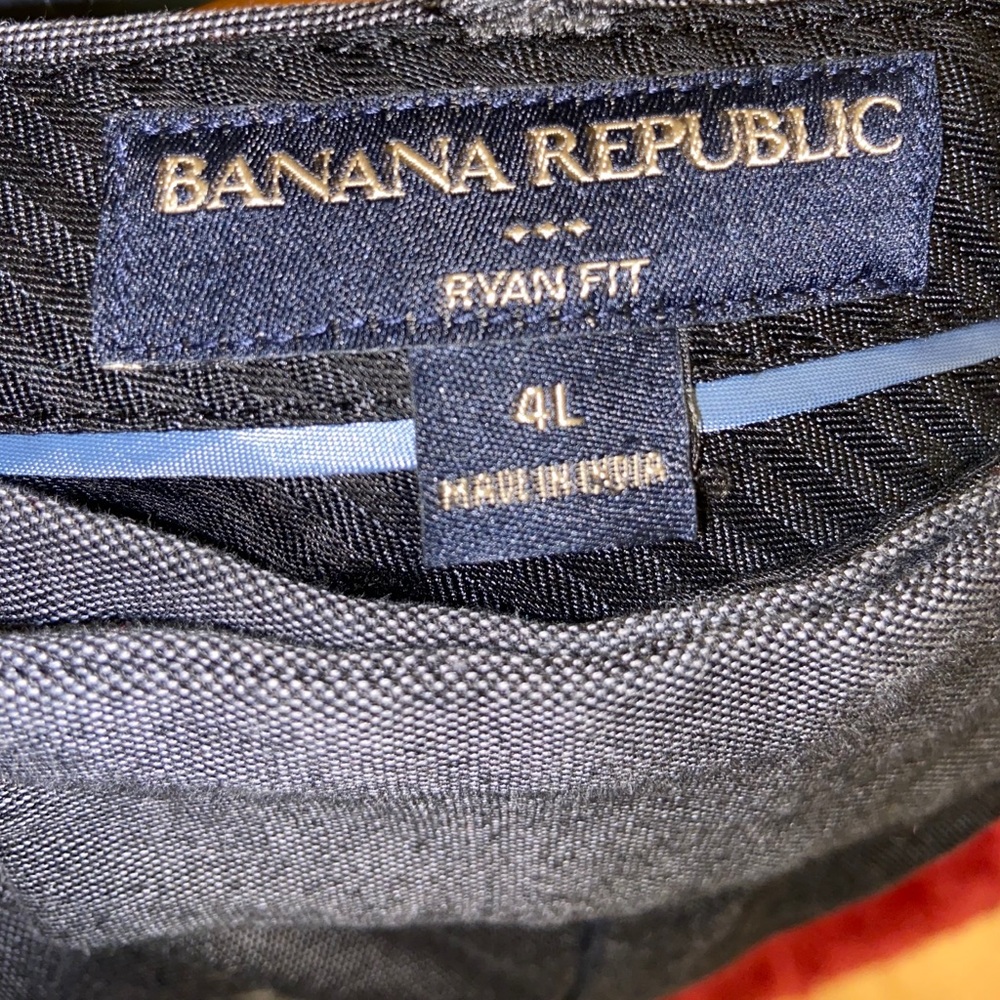 BANANA REPUBLIC
RYAN FIT
4L
MADE IN INDIA